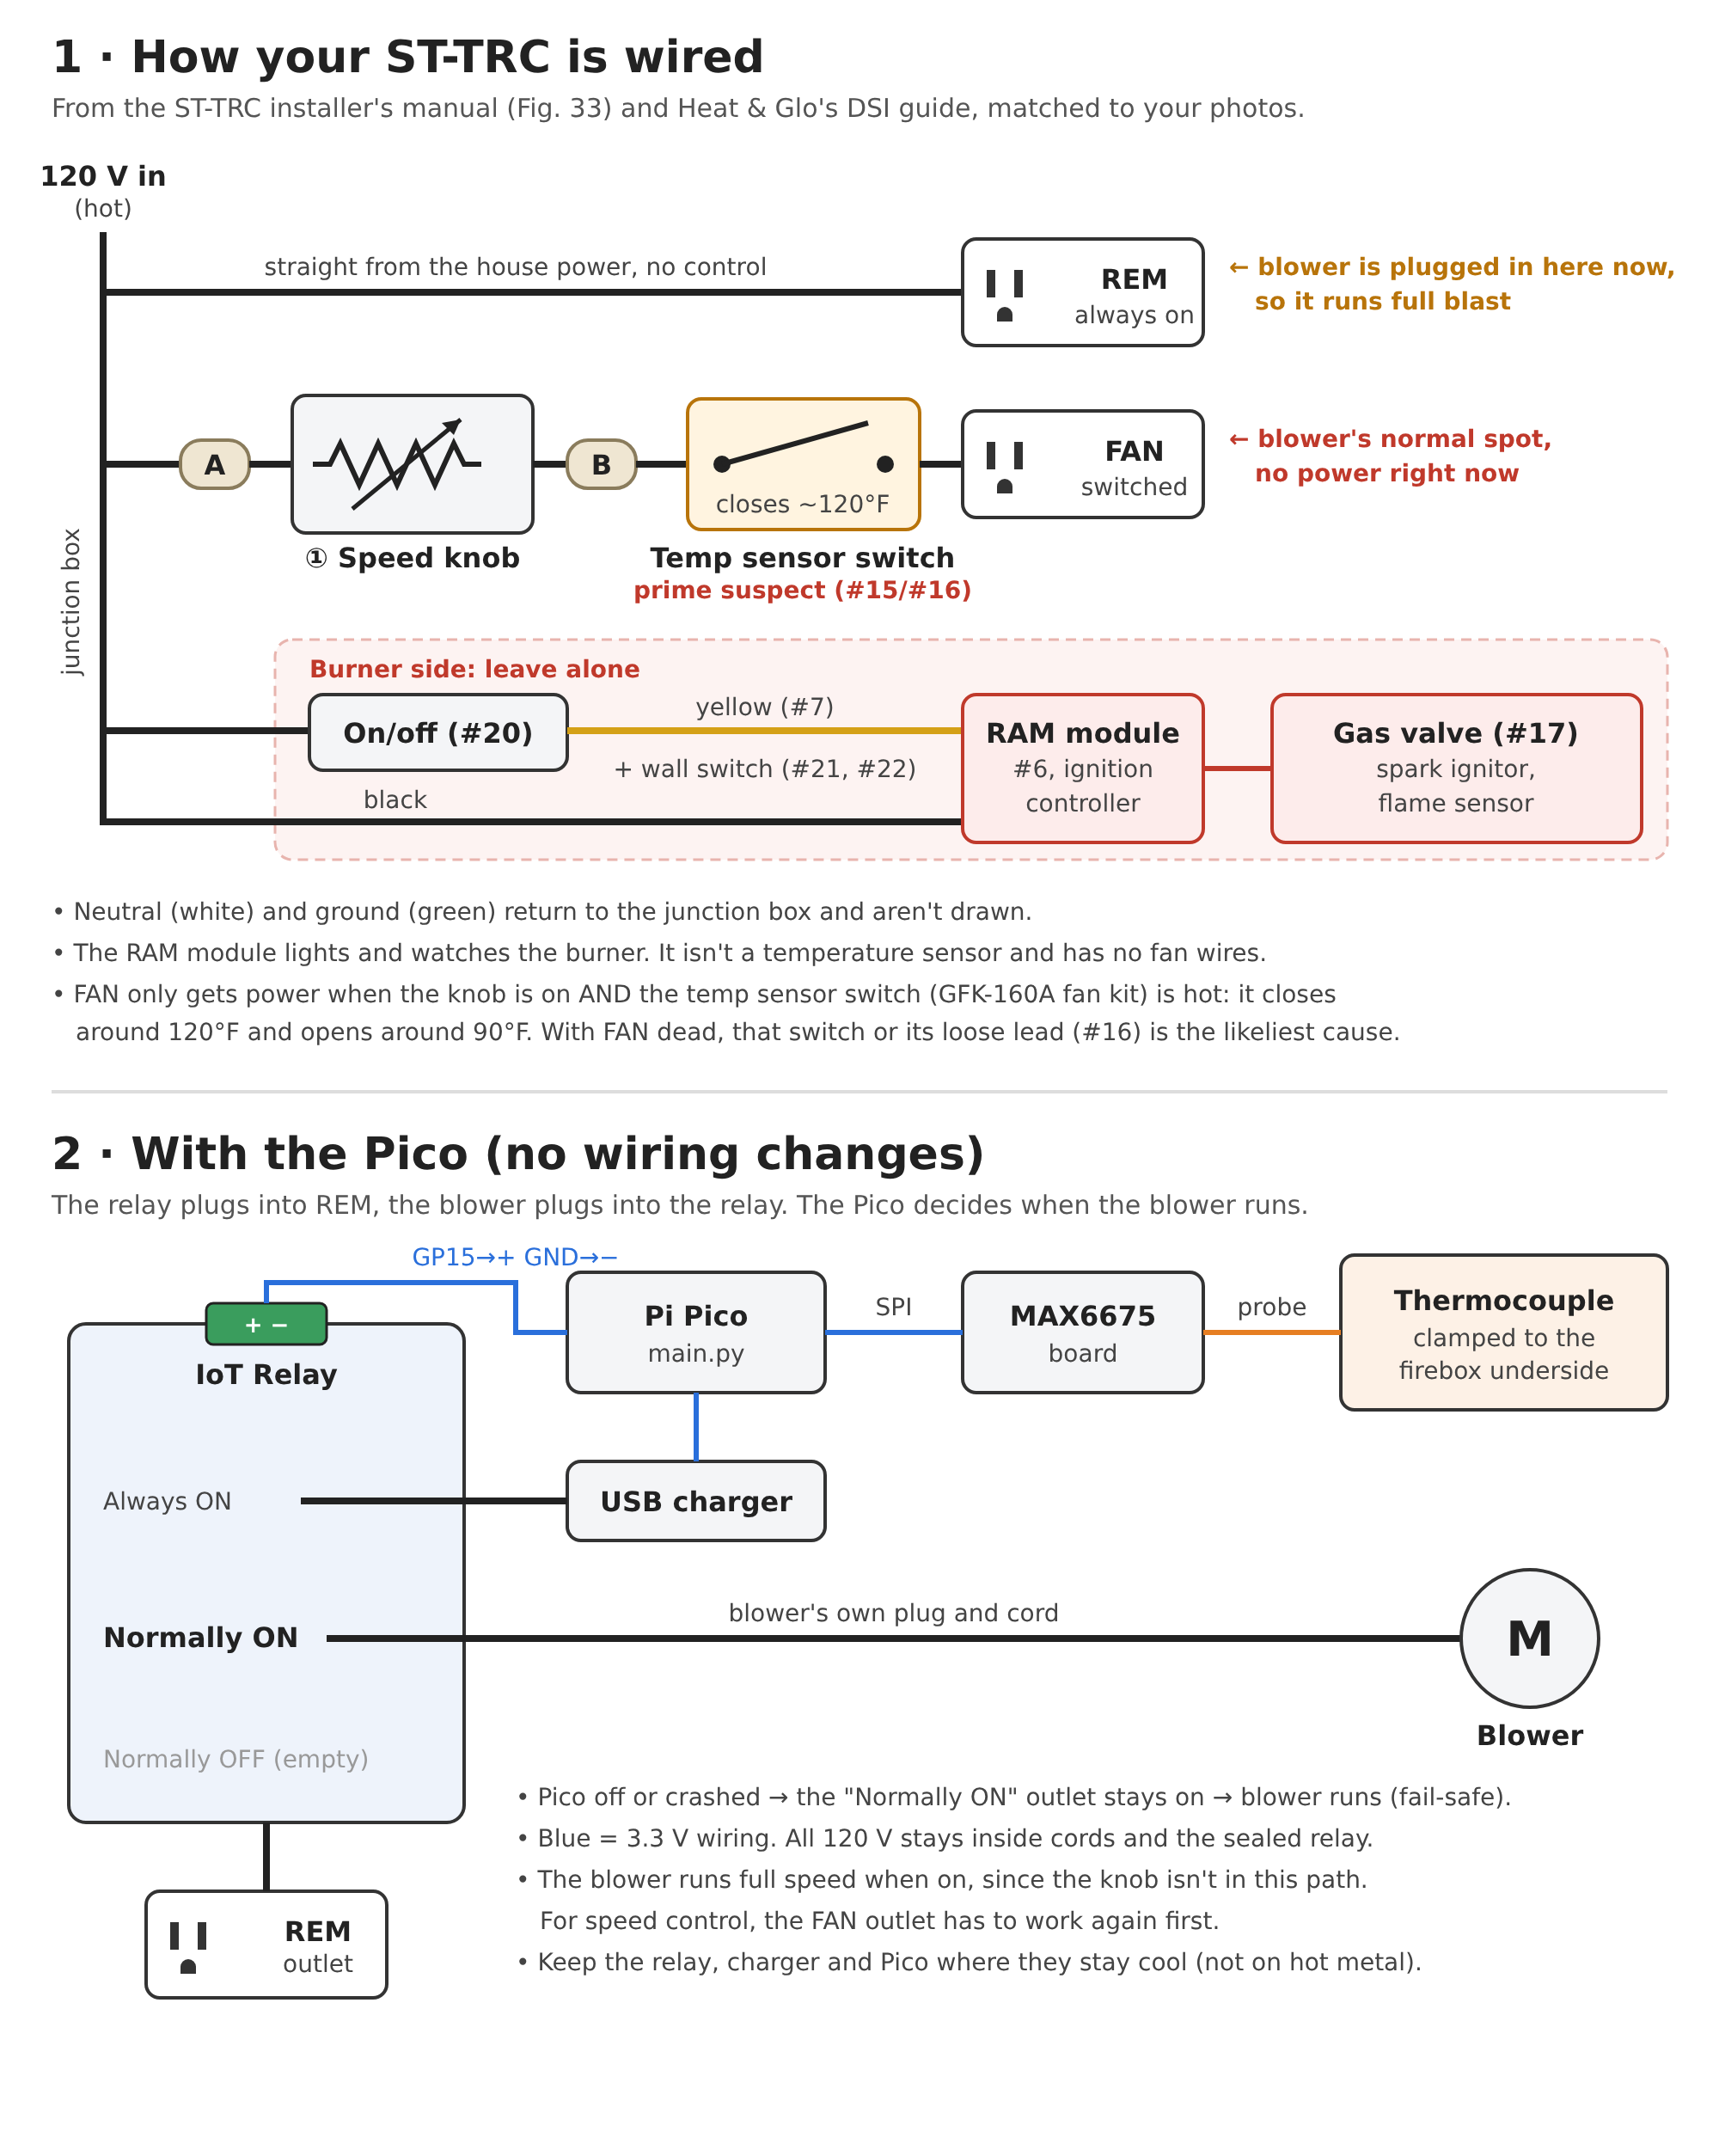 1 · How your ST-TRC is wired
From the ST-TRC installer's manual (Fig. 33) and Heat & Glo's DSI guide, matched to your photos.
120 V in
(hot)
straight from the house power, no control
REM
always on
← blower is plugged in here now,
so it runs full blast
A
B
closes ~120°F
FAN
switched
← blower's normal spot,
no power right now
① Speed knob
Temp sensor switch
prime suspect (#15/#16)
junction box
Burner side: leave alone
On/off (#20)
yellow (#7)
+ wall switch (#21, #22)
black
RAM module
#6, ignition
controller
Gas valve (#17)
spark ignitor,
flame sensor
• Neutral (white) and ground (green) return to the junction box and aren't drawn.
• The RAM module lights and watches the burner. It isn't a temperature sensor and has no fan wires.
• FAN only gets power when the knob is on AND the temp sensor switch (GFK-160A fan kit) is hot: it closes
around 120°F and opens around 90°F. With FAN dead, that switch or its loose lead (#16) is the likeliest cause.
2 · With the Pico (no wiring changes)
The relay plugs into REM, the blower plugs into the relay. The Pico decides when the blower runs.
GP15→+ GND→−
+ −
IoT Relay
Pi Pico
main.py
SPI
MAX6675
board
probe
Thermocouple
clamped to the
firebox underside
Always ON
USB charger
Normally ON
blower's own plug and cord
M
Blower
Normally OFF (empty)
• Pico off or crashed → the "Normally ON" outlet stays on → blower runs (fail-safe).
• Blue = 3.3 V wiring. All 120 V stays inside cords and the sealed relay.
• The blower runs full speed when on, since the knob isn't in this path.
For speed control, the FAN outlet has to work again first.
• Keep the relay, charger and Pico where they stay cool (not on hot metal).
REM
outlet